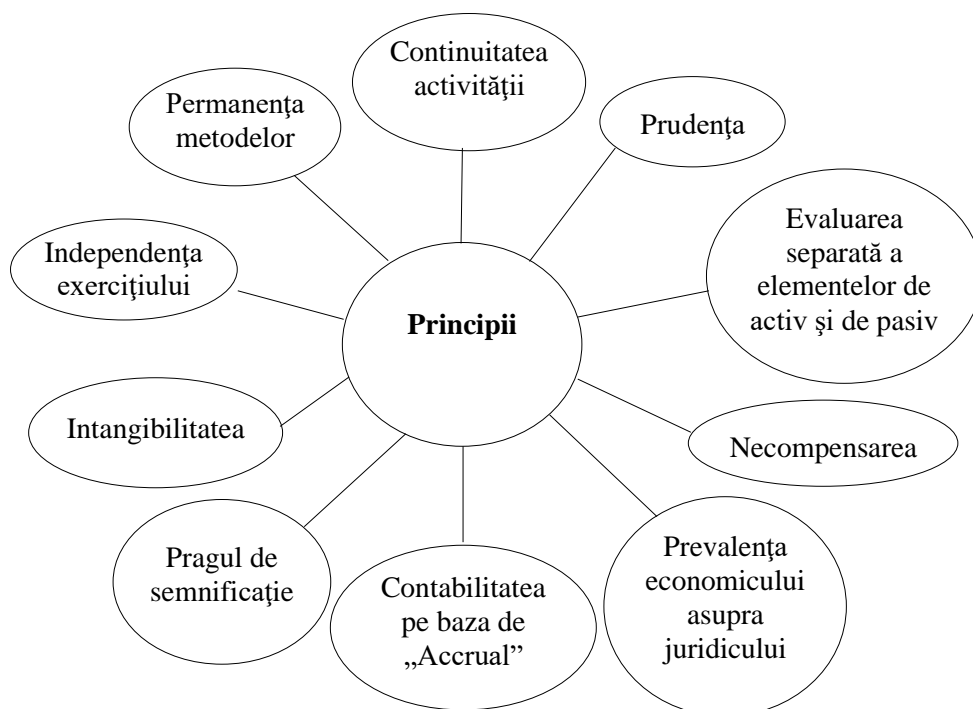 Continuitatea
activităţii
Permanenţa
metodelor
Prudenţa
Evaluarea
separată a
elementelor de
activ şi de pasiv
Independenţa
exerciţiului
Principii
Intangibilitatea
Necompensarea
Pragul de
semnificaţie
Contabilitatea
pe baza de
„Accrual”
Prevalenţa
economicului
asupra
juridicului